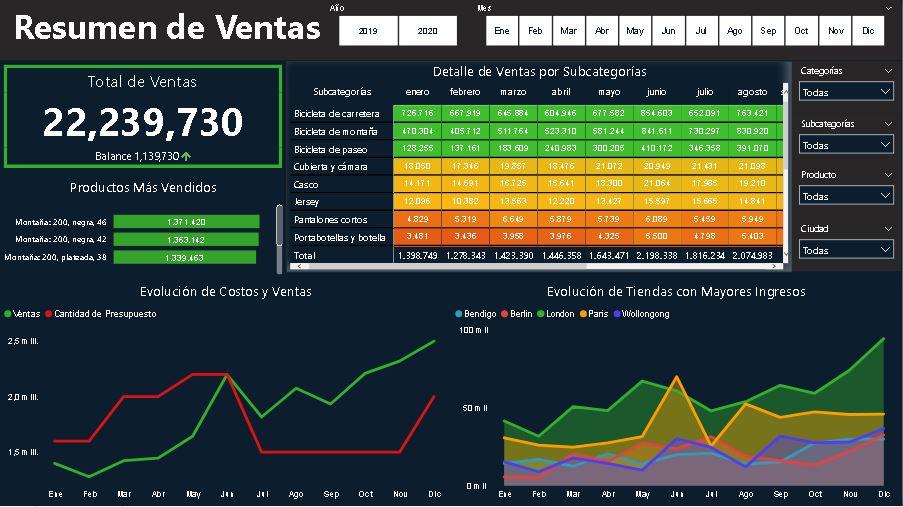 Resumen de Ventas
Año
2019 2020
Mes
Ene Feb Mar Abr May Jun Jul Ago Sep Oct Nov Dic
Total de Ventas
22,239,730
Balance 1,139,730
Productos Más Vendidos
Montaña: 200, negra, 46 1.371.420
Montaña: 200, negra, 42 1.363.142
Montaña: 200, plateada, 38 1.339.463
Detalle de Ventas por Subcategorías
Subcategorías enero febrero marzo abril mayo junio julio agosto s
Bicicleta de carretera 726.716 667.919 645.884 604.946 677.582 854.603 652.091 763.421
Bicicleta de montaña 470.304 405.712 511.764 523.310 581.244 841.611 730.297 830.920
Bicicleta de paseo 128.255 137.161 183.609 240.983 300.205 410.172 346.358 391.070
Cubierta y cámara 18.050 17.346 19.857 18.476 21.072 20.949 21.431 21.098
Casco 14.171 14.591 16.725 15.641 18.300 21.064 17.985 19.210
Jersey 12.096 10.382 13.563 12.220 13.427 15.597 15.665 14.841
Pantalones cortos 4.829 5.319 6.649 5.879 5.739 6.089 5.459 5.949
Portabotellas y botella 3.481 3.436 3.958 3.976 4.325 5.500 4.798 5.403
Total 1.398.749 1.278.343 1.423.390 1.446.358 1.643.471 2.198.338 1.816.234 2.074.983
Categorías
Todas
Subcategorías
Todas
Producto
Todas
Ciudad
Todas
Evolución de Costos y Ventas
Ventas Cantidad de Presupuesto
2,5 mill.
2,0 mill.
1,5 mill.
Ene Feb Mar Abr May Jun Jul Ago Sep Oct Nov Dic
Evolución de Tiendas con Mayores Ingresos
Bendigo Berlin London Paris Wollongong
100 mil
50 mil
0 mil
Ene Feb Mar Abr May Jun Jul Ago Sep Oct Nov Dic